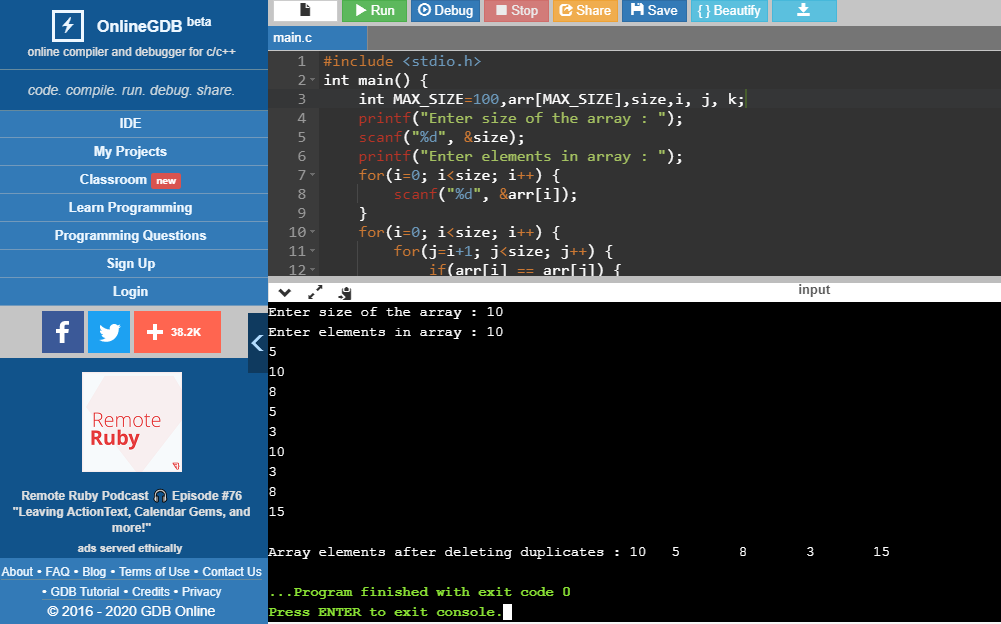 OnlineGDB beta
online compiler and debugger for c/c++
code. compile. run. debug. share.
IDE
My Projects
Classroom new
Learn Programming
Programming Questions
Sign Up
Login
38.2K
Remote
Ruby
Remote Ruby Podcast 🎧 Episode #76
"Leaving ActionText, Calendar Gems, and
more!"
ads served ethically
About • FAQ • Blog • Terms of Use • Contact Us
• GDB Tutorial • Credits • Privacy
© 2016 - 2020 GDB Online
Run Debug Stop Share Save { } Beautify
main.c
1 #include <stdio.h>
2 int main() {
3 int MAX_SIZE=100,arr[MAX_SIZE],size,i, j, k;
4 printf("Enter size of the array : ");
5 scanf("%d", &size);
6 printf("Enter elements in array : ");
7 for(i=0; i<size; i++) {
8 scanf("%d", &arr[i]);
9 }
10 for(i=0; i<size; i++) {
11 for(j=i+1; j<size; j++) {
12 if(arr[i] == arr[j]) {
input
Enter size of the array : 10
Enter elements in array : 10
5
10
8
5
3
10
3
8
15
Array elements after deleting duplicates : 10 5 8 3 15
...Program finished with exit code 0
Press ENTER to exit console.